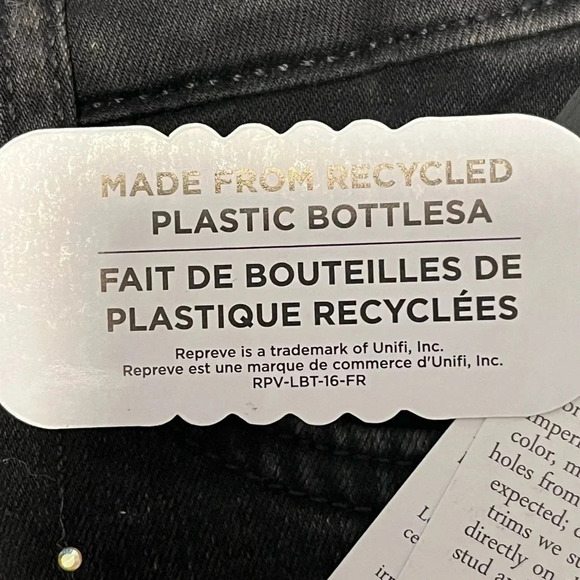 MADE FROM RECYCLED
PLASTIC BOTTLESA
FAIT DE BOUTEILLES DE
PLASTIQUE RECYCLÉES
Repreve is a trademark of Unifi, Inc.
Repreve est une marque de commerce d'Unifi, Inc.
RPV-LBT-16-FR
color, m
holes from
expected;
trims we s
directly on
stud